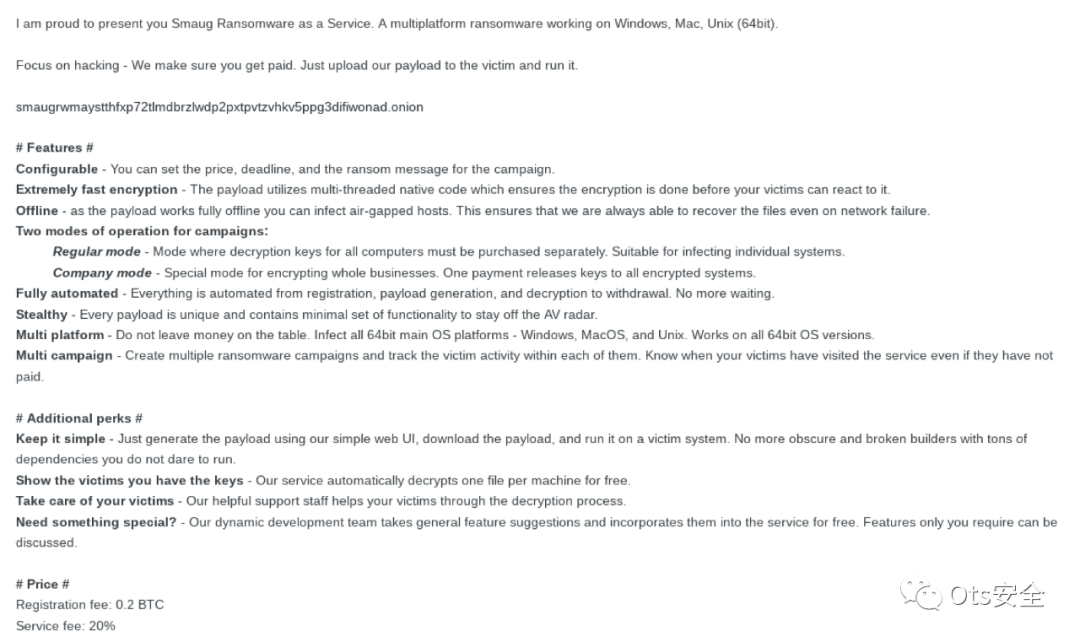 I am proud to present you Smaug Ransomware as a Service. A multiplatform ransomware working on Windows, Mac, Unix (64bit).
Focus on hacking - We make sure you get paid. Just upload our payload to the victim and run it.
smaugrwmaystthfxp72tlmdbrzlwdp2pxtpvtzvhkv5ppg3difiwonad.onion
# Features #
Configurable - You can set the price, deadline, and the ransom message for the campaign.
Extremely fast encryption - The payload utilizes multi-threaded native code which ensures the encryption is done before your victims can react to it.
Offline - as the payload works fully offline you can infect air-gapped hosts. This ensures that we are always able to recover the files even on network failure.
Two modes of operation for campaigns:
Regular mode - Mode where decryption keys for all computers must be purchased separately. Suitable for infecting individual systems.
Company mode - Special mode for encrypting whole businesses. One payment releases keys to all encrypted systems.
Fully automated - Everything is automated from registration, payload generation, and decryption to withdrawal. No more waiting.
Stealthy - Every payload is unique and contains minimal set of functionality to stay off the AV radar.
Multi platform - Do not leave money on the table. Infect all 64bit main OS platforms - Windows, MacOS, and Unix. Works on all 64bit OS versions.
Multi campaign - Create multiple ransomware campaigns and track the victim activity within each of them. Know when your victims have visited the service even if they have not
paid.
# Additional perks #
Keep it simple - Just generate the payload using our simple web UI, download the payload, and run it on a victim system. No more obscure and broken builders with tons of
dependencies you do not dare to run.
Show the victims you have the keys - Our service automatically decrypts one file per machine for free.
Take care of your victims - Our helpful support staff helps your victims through the decryption process.
Need something special? - Our dynamic development team takes general feature suggestions and incorporates them into the service for free. Features only you require can be
discussed.
# Price #
Registration fee: 0.2 BTC
Service fee: 20%
Ots安全